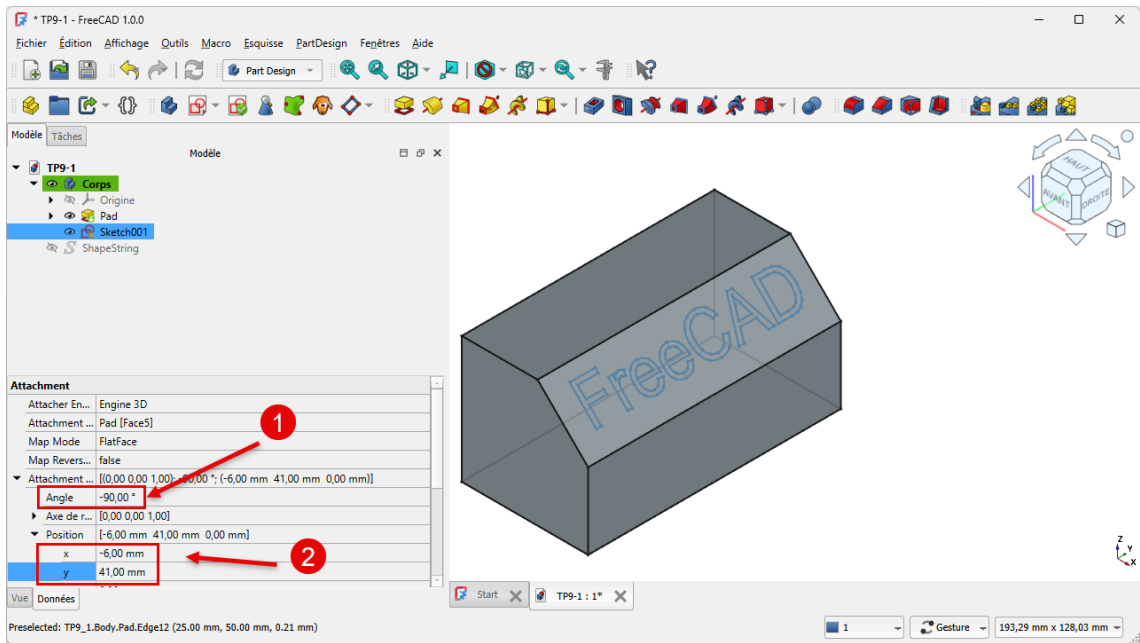 * TP9-1 - FreeCAD 1.0.0
Fichier Édition Affichage Outils Macro Esquisse PartDesign Fenêtres Aide
Part Design
Modèle Tâches
Modèle
TP9-1
Corps
Origine
Pad
Sketch001
ShapeString
HAUT
AVANT
DROITE
FreeCAD
Attachment
Attacher En... Engine 3D
Attachment ... Pad [Face5]
Map Mode FlatFace
Map Revers... false
Attachment ... [(0,00 0,00 1,00); -90,00 °; (-6,00 mm 41,00 mm 0,00 mm)]
Angle -90,00 °
Axe de r... [0,00 0,00 1,00]
Position [-6,00 mm 41,00 mm 0,00 mm]
x -6,00 mm
y 41,00 mm
1
2
Z
Y
X
Vue Données
Start TP9-1 : 1*
Preselected: TP9_1.Body.Pad.Edge12 (25.00 mm, 50.00 mm, 0.21 mm)
1 Gesture 193,29 mm x 128,03 mm